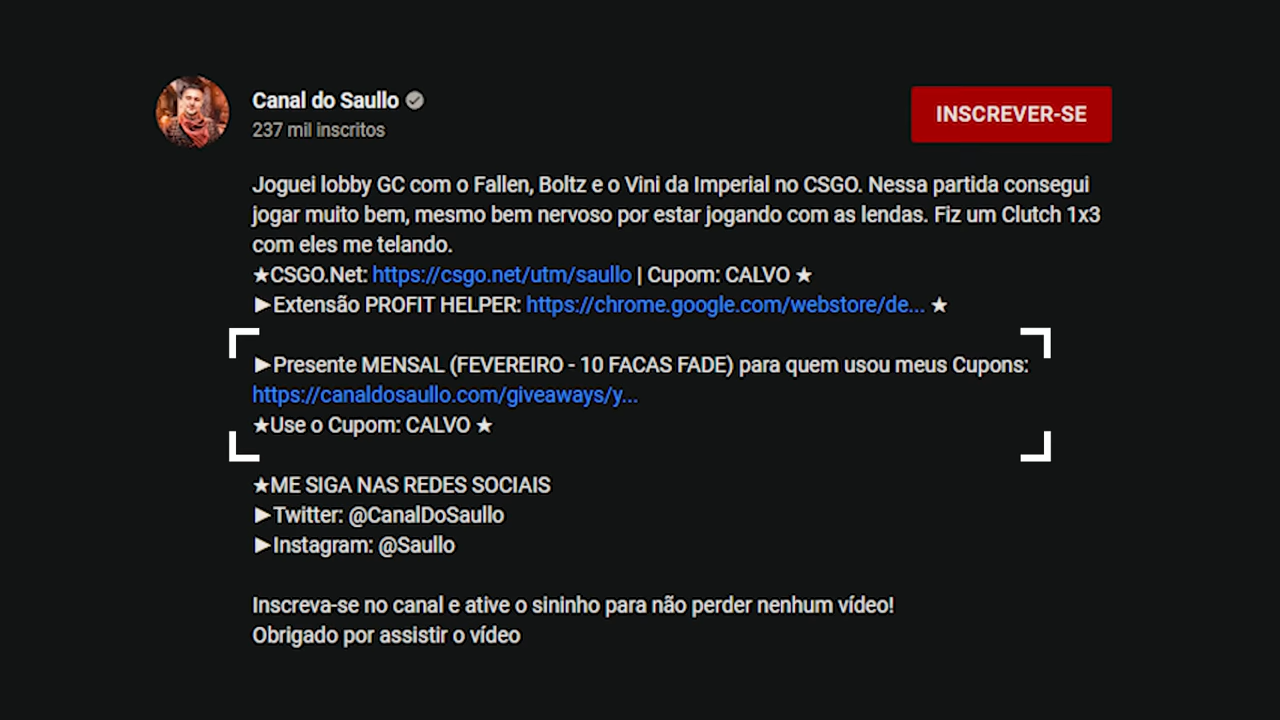 Canal do Saullo
237 mil inscritos
INSCREVER-SE
Joguei lobby GC com o Fallen, Boltz e o Vini da Imperial no CSGO. Nessa partida consegui
jogar muito bem, mesmo bem nervoso por estar jogando com as lendas. Fiz um Clutch 1x3
com eles me telando.
★CSGO.Net: https://csgo.net/utm/saullo | Cupom: CALVO ★
►Extensão PROFIT HELPER: https://chrome.google.com/webstore/de... ★
►Presente MENSAL (FEVEREIRO - 10 FACAS FADE) para quem usou meus Cupons:
https://canaldosaullo.com/giveaways/y...
★Use o Cupom: CALVO ★
★ME SIGA NAS REDES SOCIAIS
►Twitter: @CanalDoSaullo
►Instagram: @Saullo
Inscreva-se no canal e ative o sininho para não perder nenhum vídeo!
Obrigado por assistir o vídeo